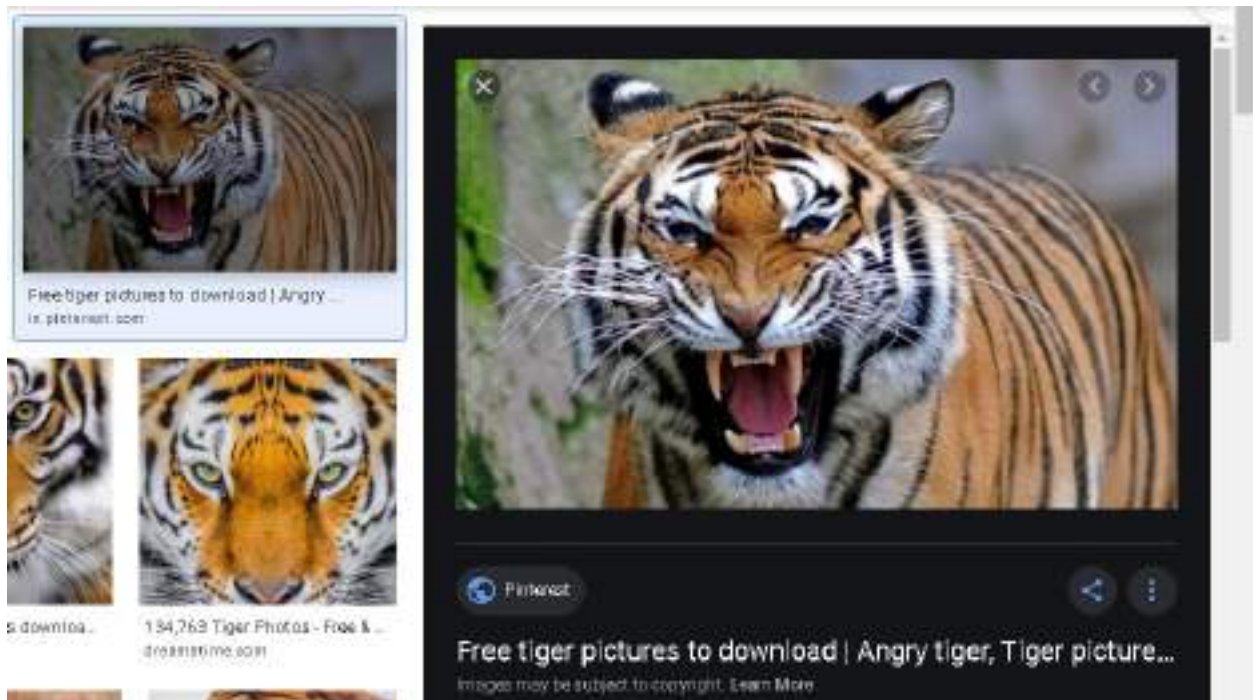 Free tiger pictures to download | Angry ...
in.pinterest.com
s downloa...
134,763 Tiger Photos - Free & ...
dreamstime.com
Pinterest
Free tiger pictures to download | Angry tiger, Tiger picture...
Images may be subject to copyright. Learn More